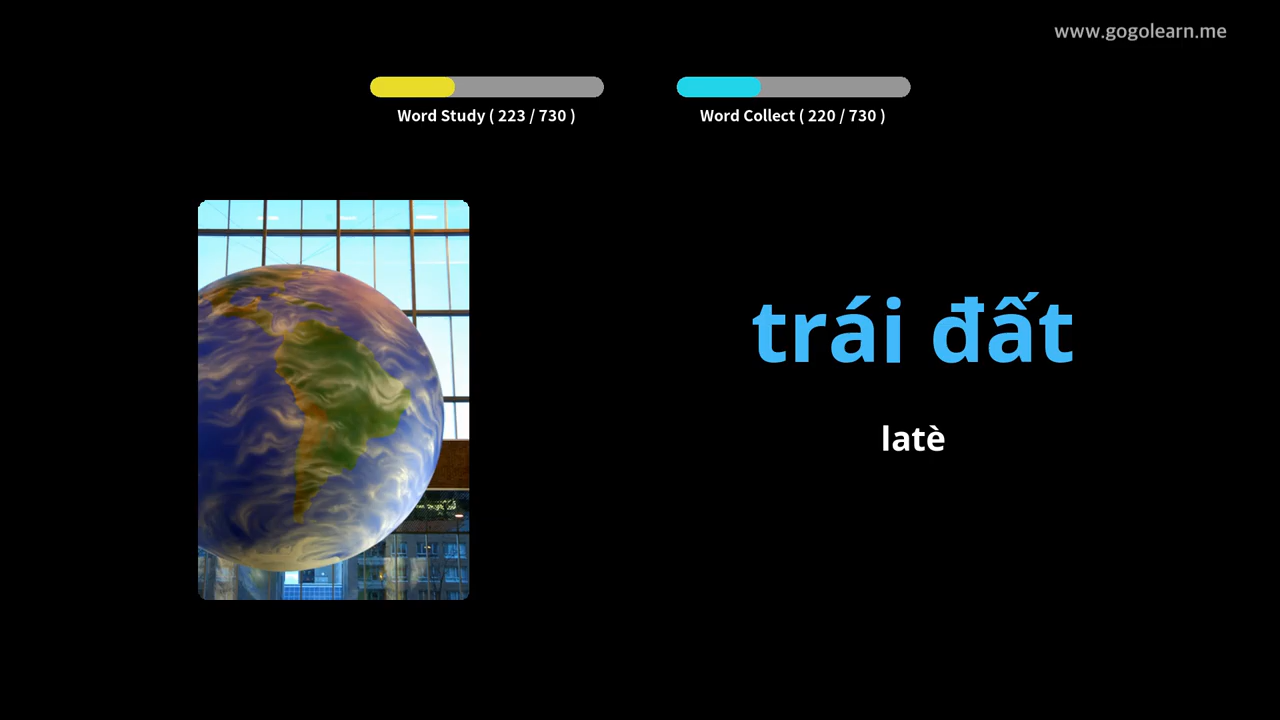 www.gogolearn.me
Word Study ( 223 / 730 )
Word Collect ( 220 / 730 )
trái đất
latè